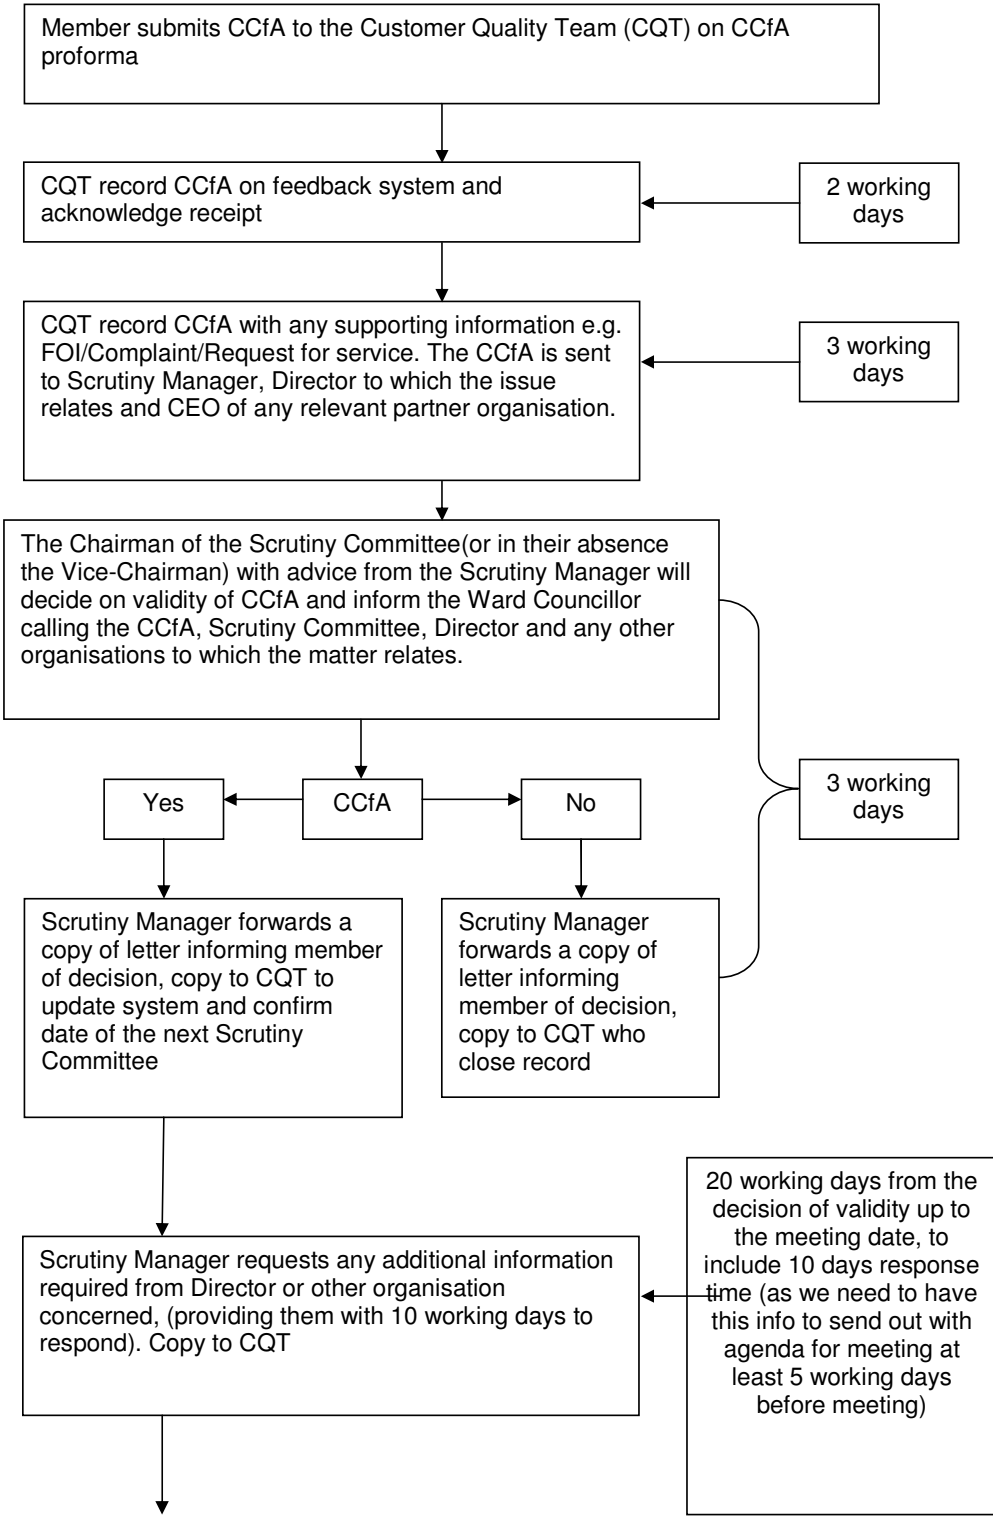 Member submits CCfA to the Customer Quality Team (CQT) on CCfA
proforma
CQT record CCfA on feedback system and
acknowledge receipt
2 working
days
CQT record CCfA with any supporting information e.g.
FOI/Complaint/Request for service. The CCfA is sent
to Scrutiny Manager, Director to which the issue
relates and CEO of any relevant partner organisation.
3 working
days
The Chairman of the Scrutiny Committee(or in their absence
the Vice-Chairman) with advice from the Scrutiny Manager will
decide on validity of CCfA and inform the Ward Councillor
calling the CCfA, Scrutiny Committee, Director and any other
organisations to which the matter relates.
Yes
CCfA
No
3 working
days
Scrutiny Manager forwards a
copy of letter informing member
of decision, copy to CQT to
update system and confirm
date of the next Scrutiny
Committee
Scrutiny Manager
forwards a copy of
letter informing
member of decision,
copy to CQT who
close record
Scrutiny Manager requests any additional information
required from Director or other organisation
concerned, (providing them with 10 working days to
respond). Copy to CQT
20 working days from the
decision of validity up to
the meeting date, to
include 10 days response
time (as we need to have
this info to send out with
agenda for meeting at
least 5 working days
before meeting)